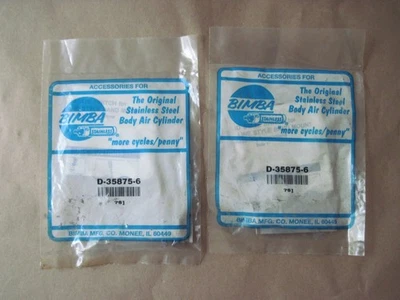 ACCESSORIES FOR
BIMBA
STAINLESS
The Original
Stainless Steel
Body Air Cylinder
"more cycles/penny"
D-35875-6
BIMBA MFG. CO. MONEE, IL 60449
ACCESSORIES FOR
BIMBA
STAINLESS
The Original
Stainless Steel
Body Air Cylinder
"more cycles/penny"
D-35875-6
BIMBA MFG. CO. MONEE, IL 60449